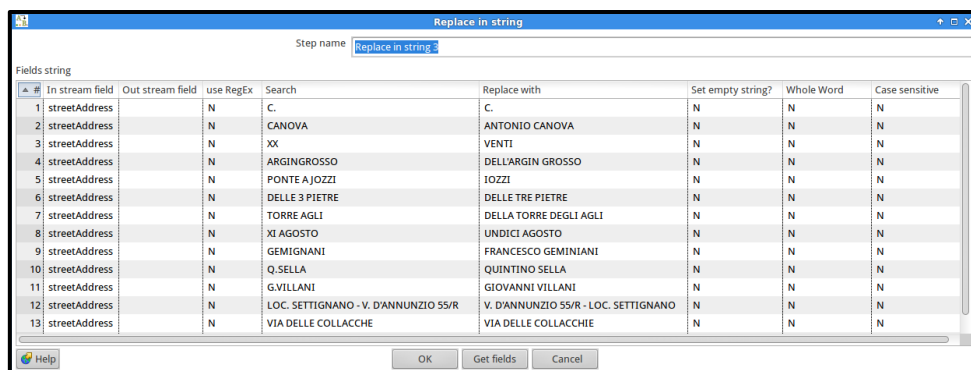 Replace in string
Step name Replace in string 3
Fields string
# In stream field Out stream field use RegEx Search Replace with Set empty string? Whole Word Case sensitive
1 streetAddress N C. C. N N N
2 streetAddress N CANOVA ANTONIO CANOVA N N N
3 streetAddress N XX VENTI N N N
4 streetAddress N ARGINGROSSO DELL'ARGIN GROSSO N N N
5 streetAddress N PONTE A JOZZI IOZZI N N N
6 streetAddress N DELLE 3 PIETRE DELLE TRE PIETRE N N N
7 streetAddress N TORRE AGLI DELLA TORRE DEGLI AGLI N N N
8 streetAddress N XI AGOSTO UNDICI AGOSTO N N N
9 streetAddress N GEMIGNANI FRANCESCO GEMINIANI N N N
10 streetAddress N Q.SELLA QUINTINO SELLA N N N
11 streetAddress N G.VILLANI GIOVANNI VILLANI N N N
12 streetAddress N LOC. SETTIGNANO - V. D'ANNUNZIO 55/R V. D'ANNUNZIO 55/R - LOC. SETTIGNANO N N N
13 streetAddress N VIA DELLE COLLACCHE VIA DELLE COLLACCHIE N N N
Help OK Get fields Cancel